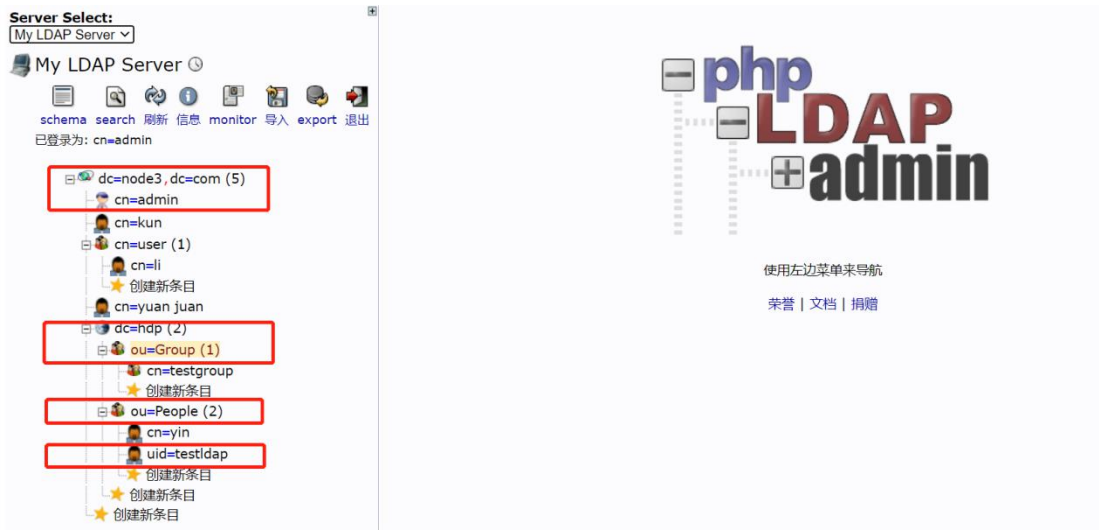 Server Select:
My LDAP Server
My LDAP Server
schema search 刷新 信息 monitor 导入 export 退出
已登录为: cn=admin
dc=node3,dc=com (5)
cn=admin
cn=kun
cn=user (1)
cn=li
创建新条目
cn=yuan juan
dc=hdp (2)
ou=Group (1)
cn=testgroup
创建新条目
ou=People (2)
cn=yin
uid=testldap
创建新条目
创建新条目
创建新条目
php
LDAP
admin
使用左边菜单来导航
荣誉 | 文档 | 捐赠